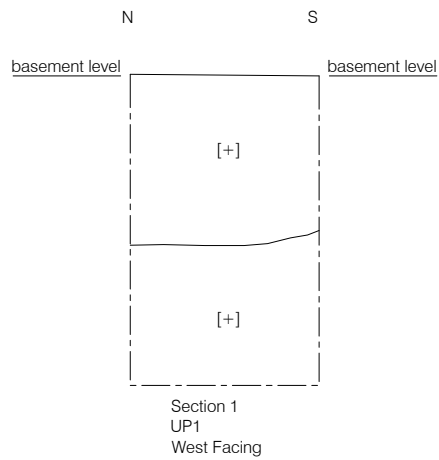 N S
basement level basement level
[+]
[+]
Section 1
UP1
West Facing